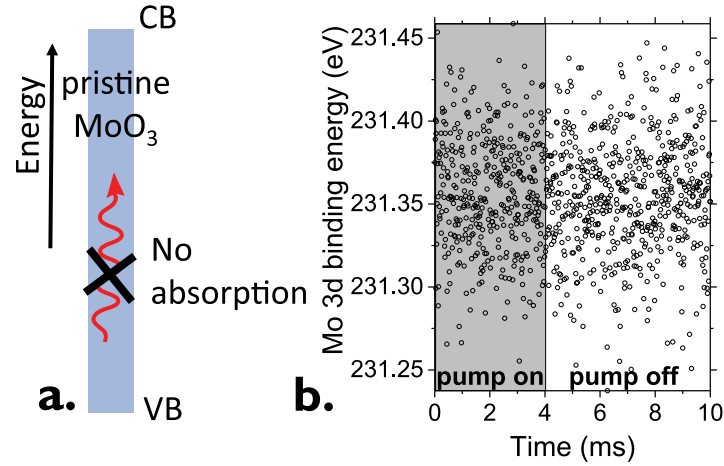 CB
Energy
pristine
MoO₃
No
absorption
a.
VB
Mo 3d binding energy (eV)
231.45
231.40
231.35
231.30
231.25
pump on
pump off
0
2
4
6
8
10
b.
Time (ms)